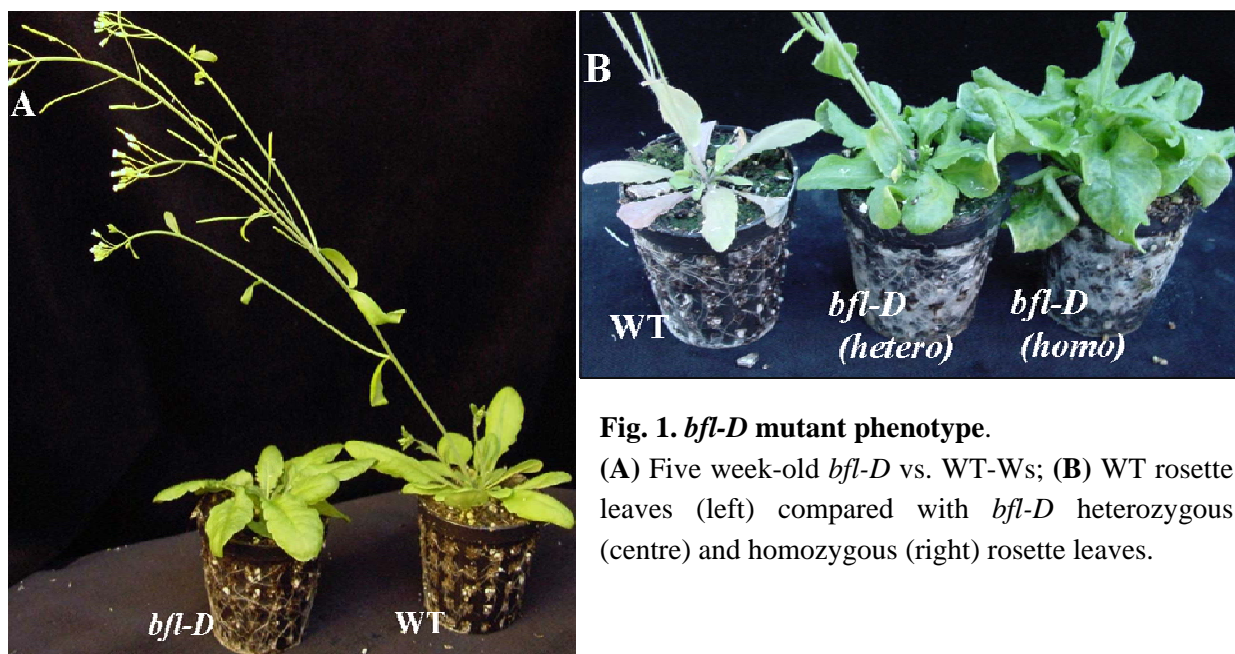 A
bfl-D
WT
B
WT
bfl-D
(hetero)
bfl-D
(homo)
Fig. 1. bfl-D mutant phenotype.
(A) Five week-old bfl-D vs. WT-Ws; (B) WT rosette
leaves (left) compared with bfl-D heterozygous
(centre) and homozygous (right) rosette leaves.